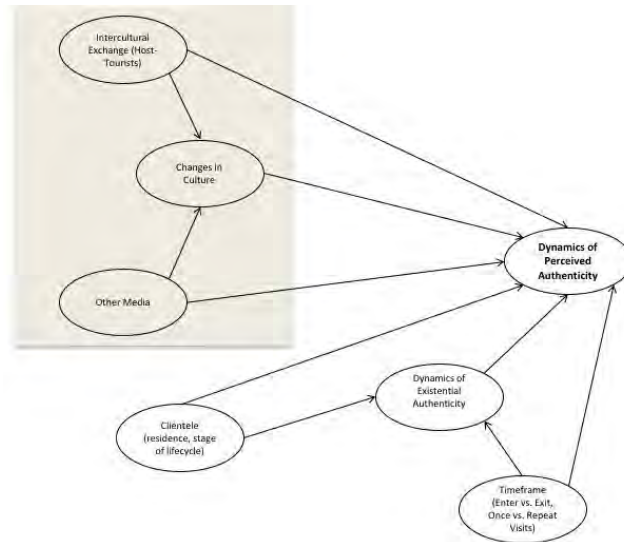 Intercultural
Exchange (Host-
Tourists)
Changes in
Culture
Dynamics of
Perceived
Authenticity
Other Media
Dynamics of
Existential
Authenticity
Clientele
(residence, stage
of lifecycle)
Timeframe
(Enter vs. Exit,
Once vs. Repeat
Visits)